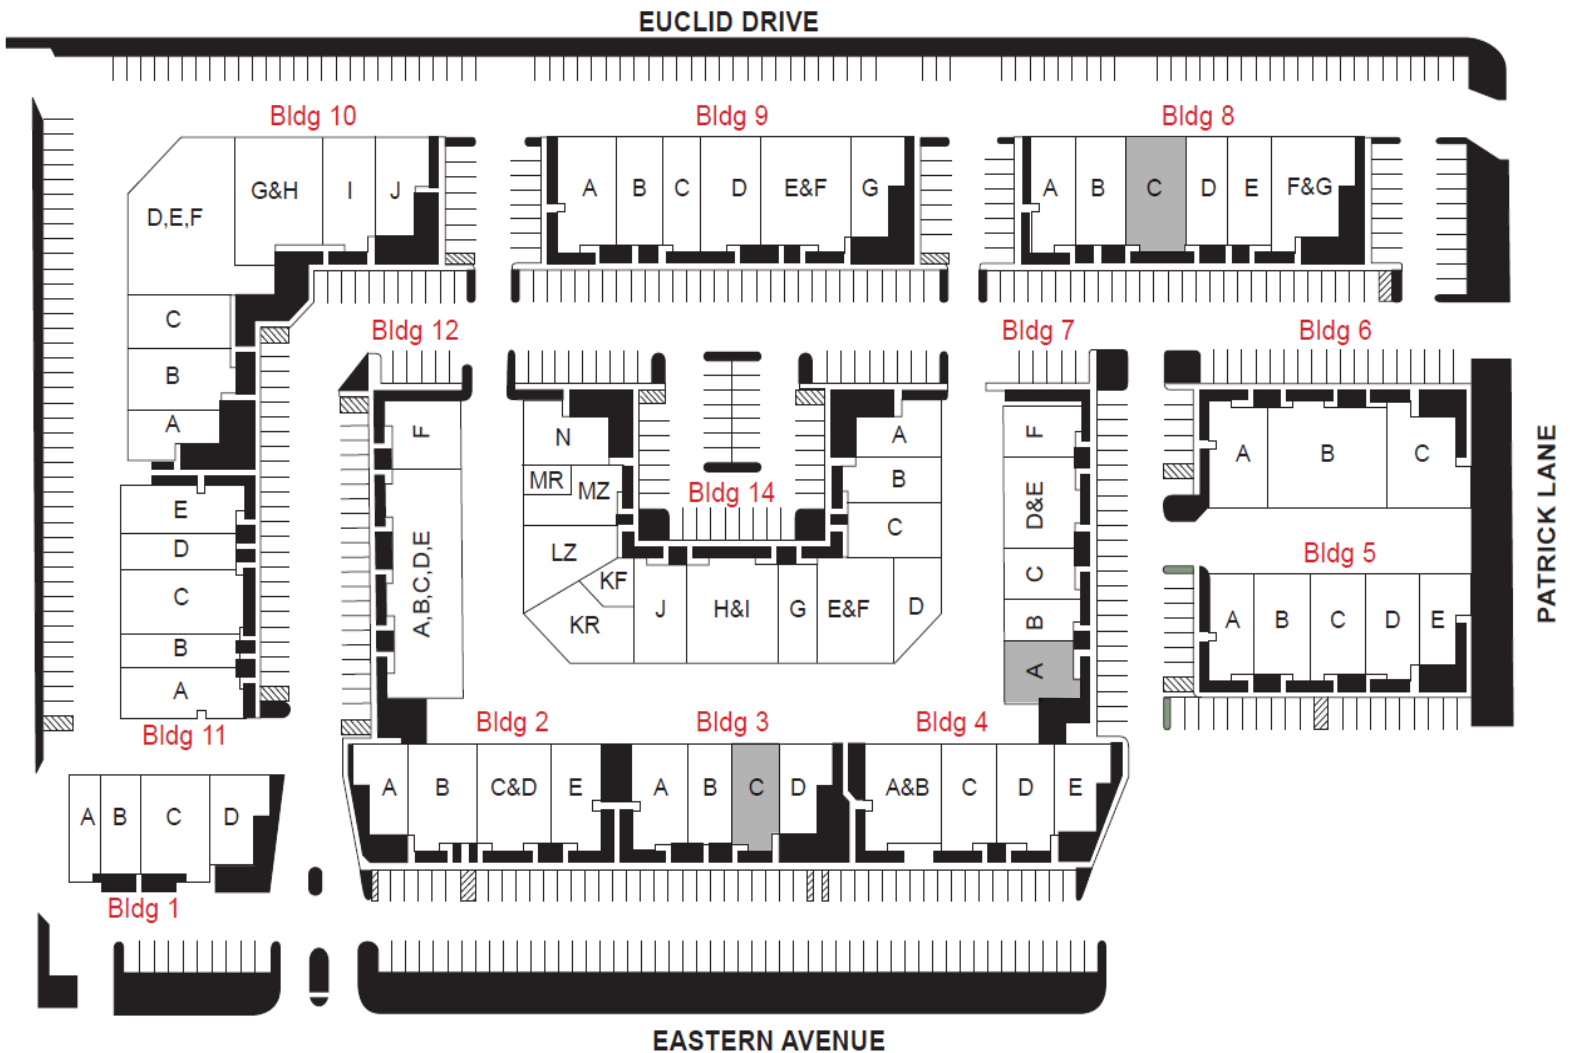 EUCLID DRIVE
Bldg 10
Bldg 9
Bldg 8
D,E,F
G&H
I
J
C
B
A
A
B
C
D
E&F
G
A
B
C
D
E
F&G
Bldg 12
Bldg 7
Bldg 6
F
A,B,C,D,E
N
MR
MZ
LZ
KF
KR
J
H&I
G
E&F
D
A
B
C
Bldg 14
F
D&E
C
B
A
A
B
C
PATRICK LANE
Bldg 5
A
B
C
D
E
E
D
C
B
A
Bldg 11
Bldg 2
Bldg 3
Bldg 4
A
B
C&D
E
A
B
C
D
A&B
C
D
E
A
B
C
D
Bldg 1
EASTERN AVENUE